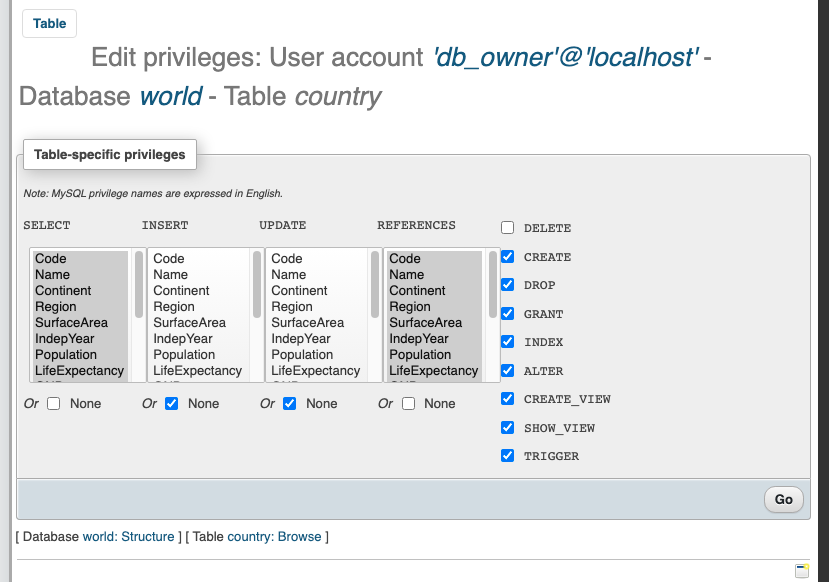 Table
Edit privileges: User account 'db_owner'@'localhost' -
Database world - Table country
Table-specific privileges
Note: MySQL privilege names are expressed in English.
SELECT INSERT UPDATE REFERENCES
Code Code Code Code
Name Name Name Name
Continent Continent Continent Continent
Region Region Region Region
SurfaceArea SurfaceArea SurfaceArea SurfaceArea
IndepYear IndepYear IndepYear IndepYear
Population Population Population Population
LifeExpectancy LifeExpectancy LifeExpectancy LifeExpectancy
Or None Or None Or None Or None
DELETE
CREATE
DROP
GRANT
INDEX
ALTER
CREATE_VIEW
SHOW_VIEW
TRIGGER
Go
[ Database world: Structure ] [ Table country: Browse ]